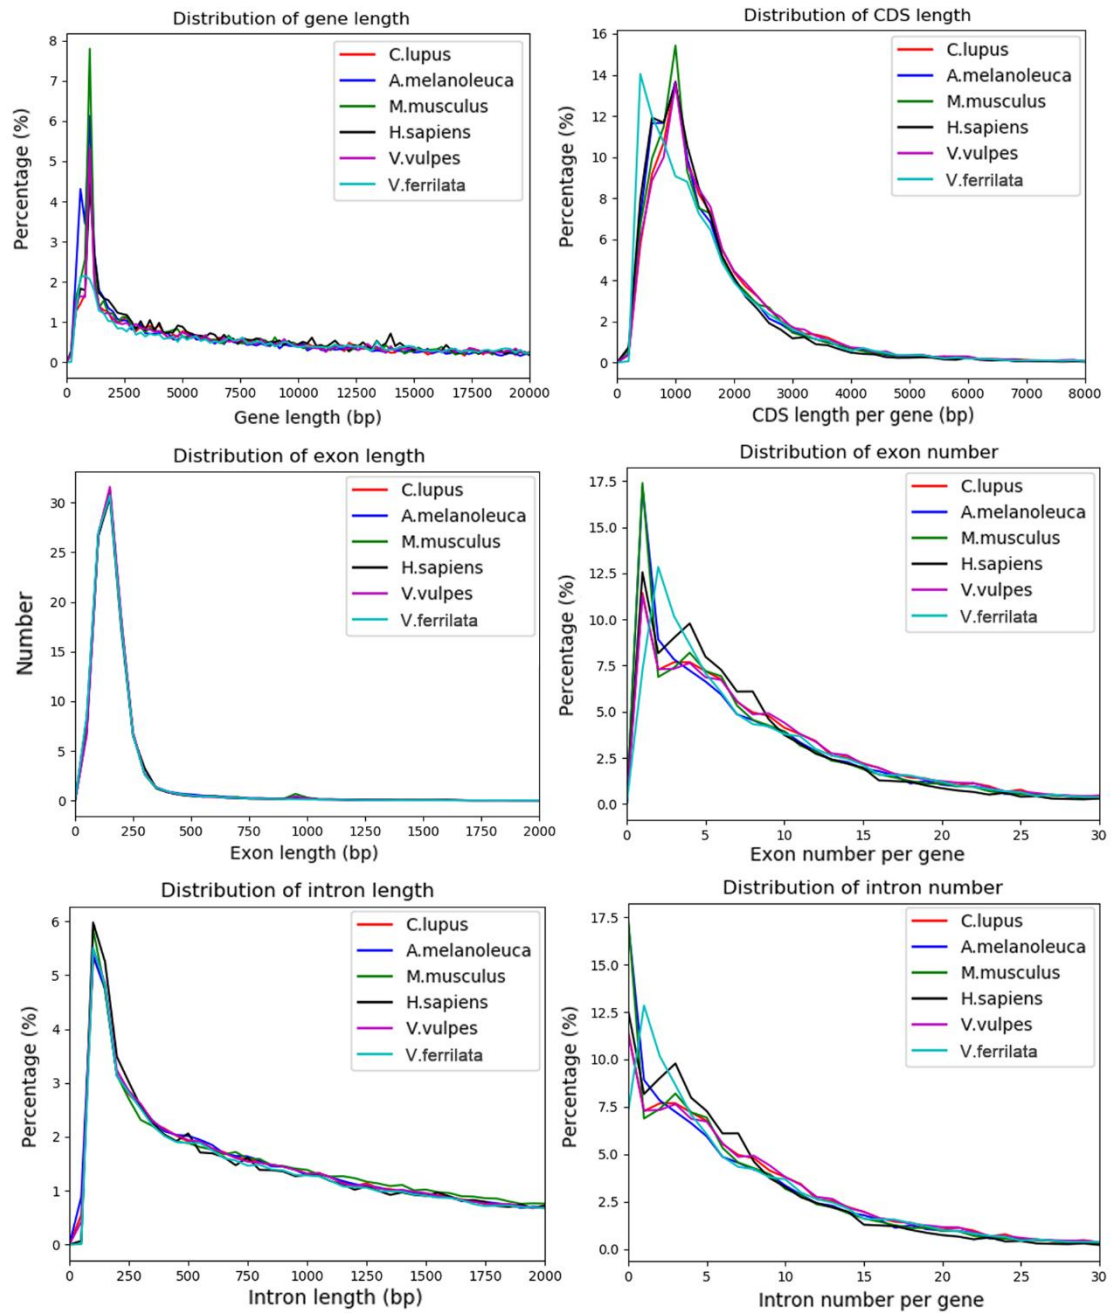 Distribution of gene length
Percentage (%)
8
7
6
5
4
3
2
1
0
C.lupus
A.melanoleuca
M.musculus
H.sapiens
V.vulpes
V.ferrilata
0 2500 5000 7500 10000 12500 15000 17500 20000
Gene length (bp)
Distribution of CDS length
Percentage (%)
16
14
12
10
8
6
4
2
0
C.lupus
A.melanoleuca
M.musculus
H.sapiens
V.vulpes
V.ferrilata
0 1000 2000 3000 4000 5000 6000 7000 8000
CDS length per gene (bp)
Distribution of exon length
Number
30
25
20
15
10
5
0
C.lupus
A.melanoleuca
M.musculus
H.sapiens
V.vulpes
V.ferrilata
0 250 500 750 1000 1250 1500 1750 2000
Exon length (bp)
Distribution of exon number
Percentage (%)
17.5
15.0
12.5
10.0
7.5
5.0
2.5
0.0
C.lupus
A.melanoleuca
M.musculus
H.sapiens
V.vulpes
V.ferrilata
0 5 10 15 20 25 30
Exon number per gene
Distribution of intron length
Percentage (%)
6
5
4
3
2
1
0
C.lupus
A.melanoleuca
M.musculus
H.sapiens
V.vulpes
V.ferrilata
0 250 500 750 1000 1250 1500 1750 2000
Intron length (bp)
Distribution of intron number
Percentage (%)
17.5
15.0
12.5
10.0
7.5
5.0
2.5
0.0
C.lupus
A.melanoleuca
M.musculus
H.sapiens
V.vulpes
V.ferrilata
0 5 10 15 20 25 30
Intron number per gene